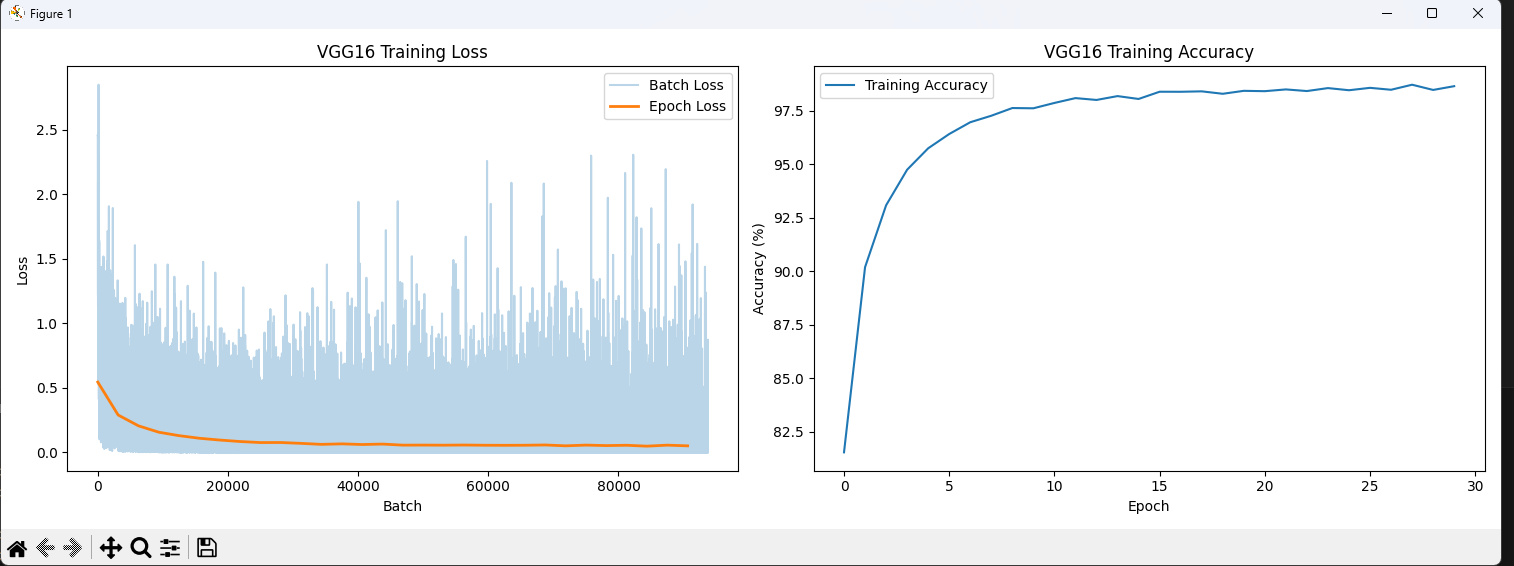 Figure 1
VGG16 Training Loss
Batch Loss
Epoch Loss
2.5
2.0
1.5
1.0
0.5
0.0
Loss
0 20000 40000 60000 80000
Batch
VGG16 Training Accuracy
Training Accuracy
97.5
95.0
92.5
90.0
87.5
85.0
82.5
Accuracy (%)
0 5 10 15 20 25 30
Epoch